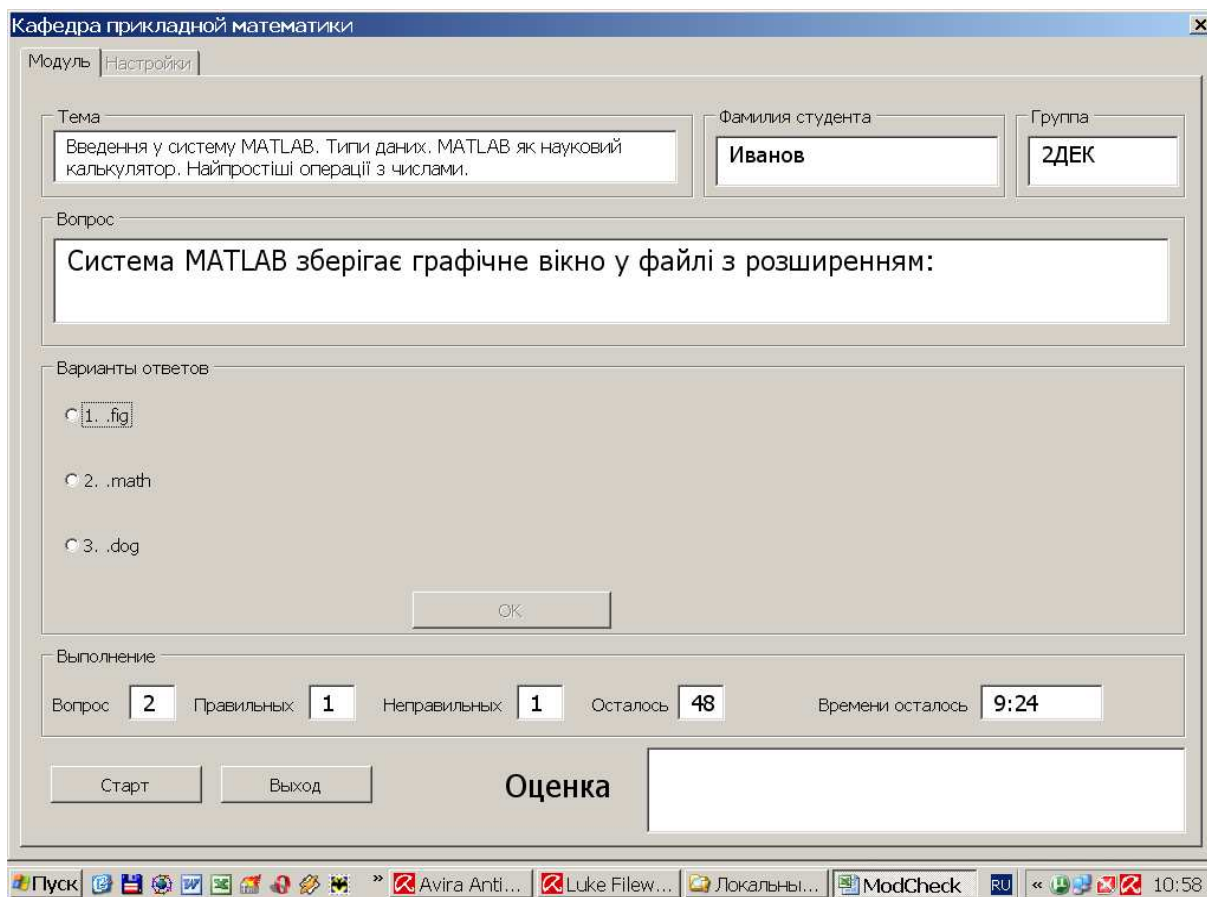 Кафедра прикладной математики
Модуль
Настройки
Тема
Введення у систему MATLAB. Типи даних. MATLAB як науковий
калькулятор. Найпростіші операції з числами.
Фамилия студента
Иванов
Группа
2ДЕК
Вопрос
Система MATLAB зберігає графічне вікно у файлі з розширенням:
Варианты ответов
1. .fig
2. .math
3. .dog
OK
Выполнение
Вопрос 2 Правильных 1 Неправильных 1 Осталось 48 Времени осталось 9:24
Старт Выход Оценка
Пуск » Avira Anti... Luke Filew... Локальны... ModCheck RU « 10:58